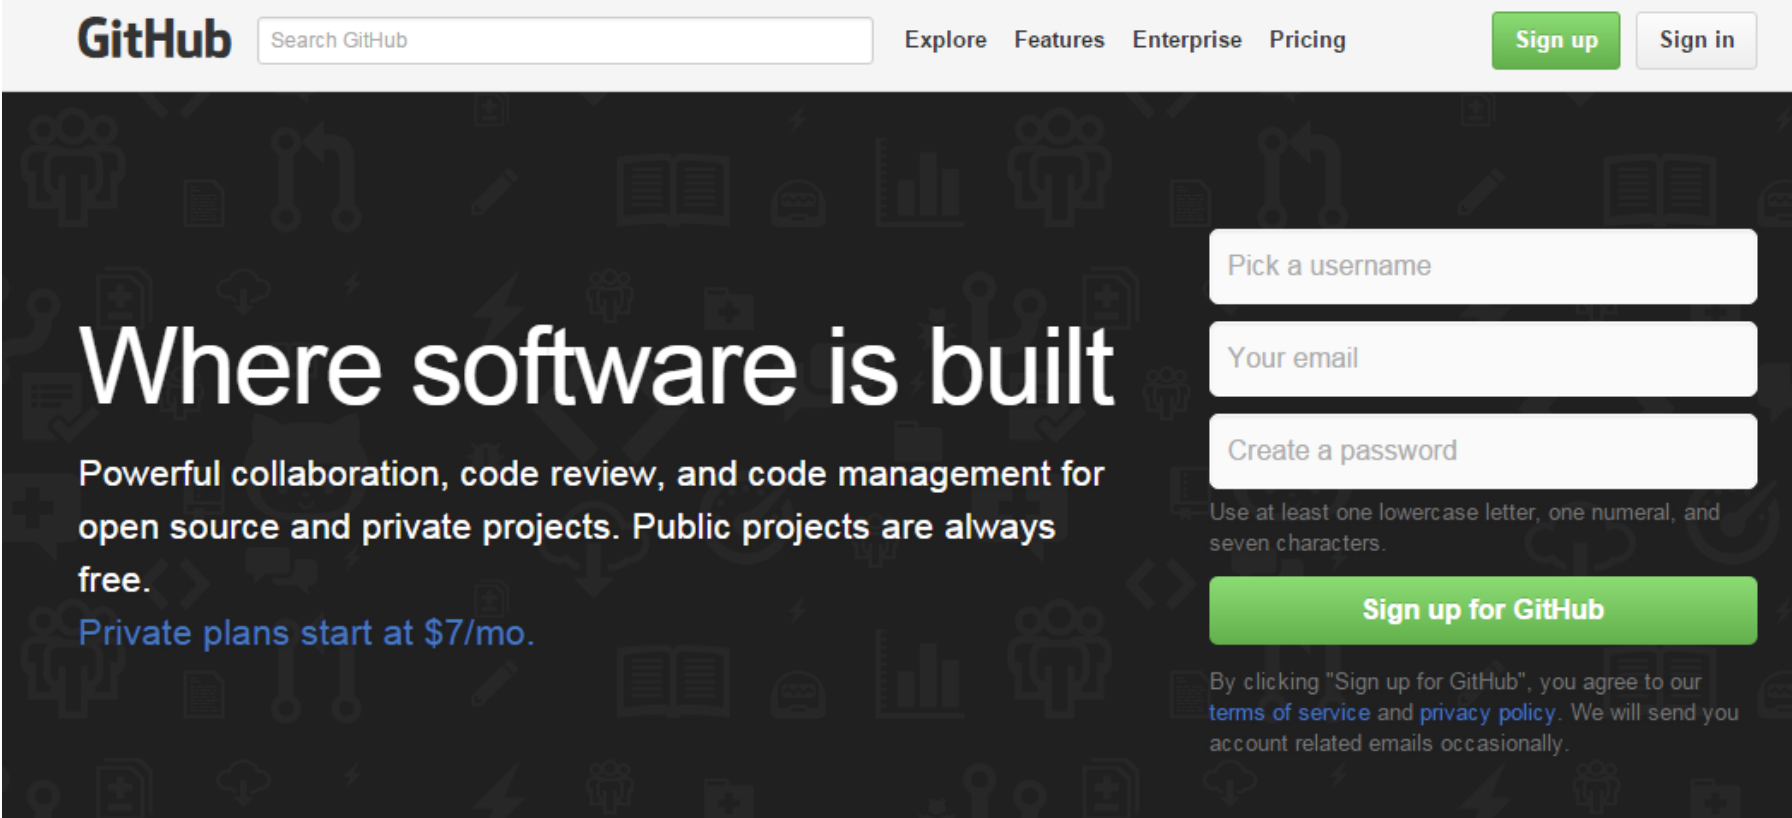 GitHub
Search GitHub
Explore Features Enterprise Pricing
Sign up
Sign in
Where software is built
Powerful collaboration, code review, and code management for
open source and private projects. Public projects are always
free.
Private plans start at $7/mo.
Pick a username
Your email
Create a password
Use at least one lowercase letter, one numeral, and
seven characters.
Sign up for GitHub
By clicking "Sign up for GitHub", you agree to our
terms of service and privacy policy. We will send you
account related emails occasionally.